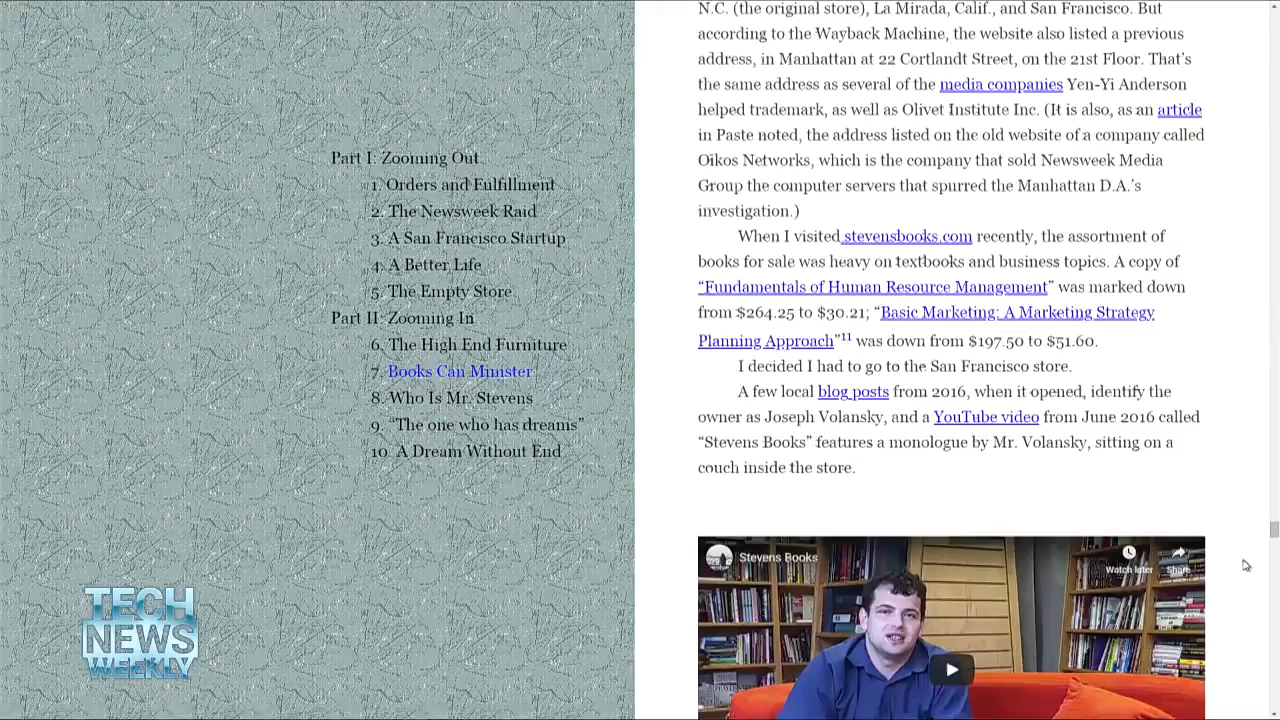 Part I: Zooming Out
1. Orders and Fulfillment
2. The Newsweek Raid
3. A San Francisco Startup
4. A Better Life
5. The Empty Store
Part II: Zooming In
6. The High End Furniture
7. Books Can Minister
8. Who Is Mr. Stevens
9. “The one who has dreams”
10. A Dream Without End
TECH
NEWS
WEEKLY
N.C. (the original store), La Mirada, Calif., and San Francisco. But
according to the Wayback Machine, the website also listed a previous
address, in Manhattan at 22 Cortlandt Street, on the 21st Floor. That’s
the same address as several of the media companies Yen-Yi Anderson
helped trademark, as well as Olivet Institute Inc. (It is also, as an article
in Paste noted, the address listed on the old website of a company called
Oikos Networks, which is the company that sold Newsweek Media
Group the computer servers that spurred the Manhattan D.A.’s
investigation.)
When I visited stevensbooks.com recently, the assortment of
books for sale was heavy on textbooks and business topics. A copy of
“Fundamentals of Human Resource Management” was marked down
from $264.25 to $30.21; “Basic Marketing: A Marketing Strategy
Planning Approach”11 was down from $197.50 to $51.60.
I decided I had to go to the San Francisco store.
A few local blog posts from 2016, when it opened, identify the
owner as Joseph Volansky, and a YouTube video from June 2016 called
“Stevens Books” features a monologue by Mr. Volansky, sitting on a
couch inside the store.
Stevens Books
Watch later
Share